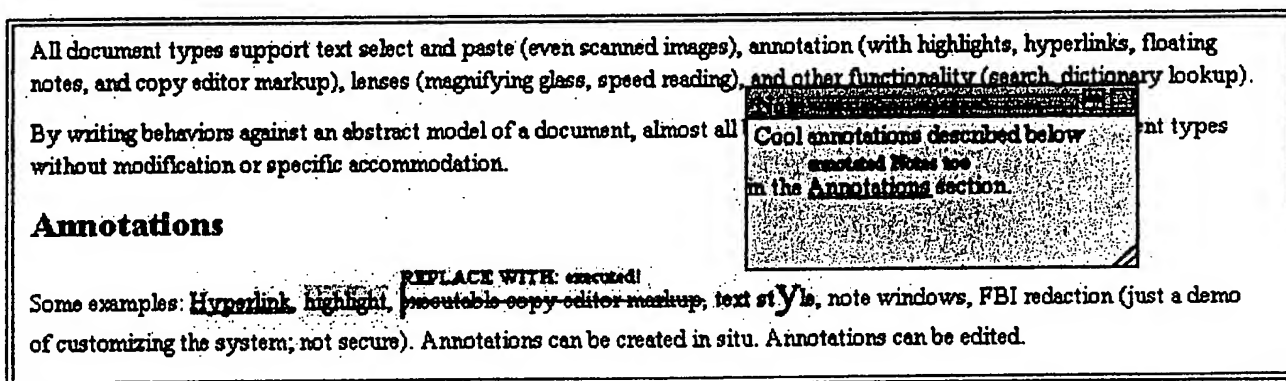 All document types support text select and paste (even scanned images), annotation (with highlights, hyperlinks, floating
notes, and copy editor markup), lenses (magnifying glass, speed reading), and other functionality (search, dictionary lookup).
By writing behaviors against an abstract model of a document, almost all
nt types
without modification or specific accommodation.
Cool annotations described below
annotated Notes too
in the Annotations section.
Annotations
REPLACE WITH: executed!
Some examples: Hyperlink, highlight, executable copy editor markup, text style, note windows, FBI redaction (just a demo
of customizing the system; not secure). Annotations can be created in situ. Annotations can be edited.